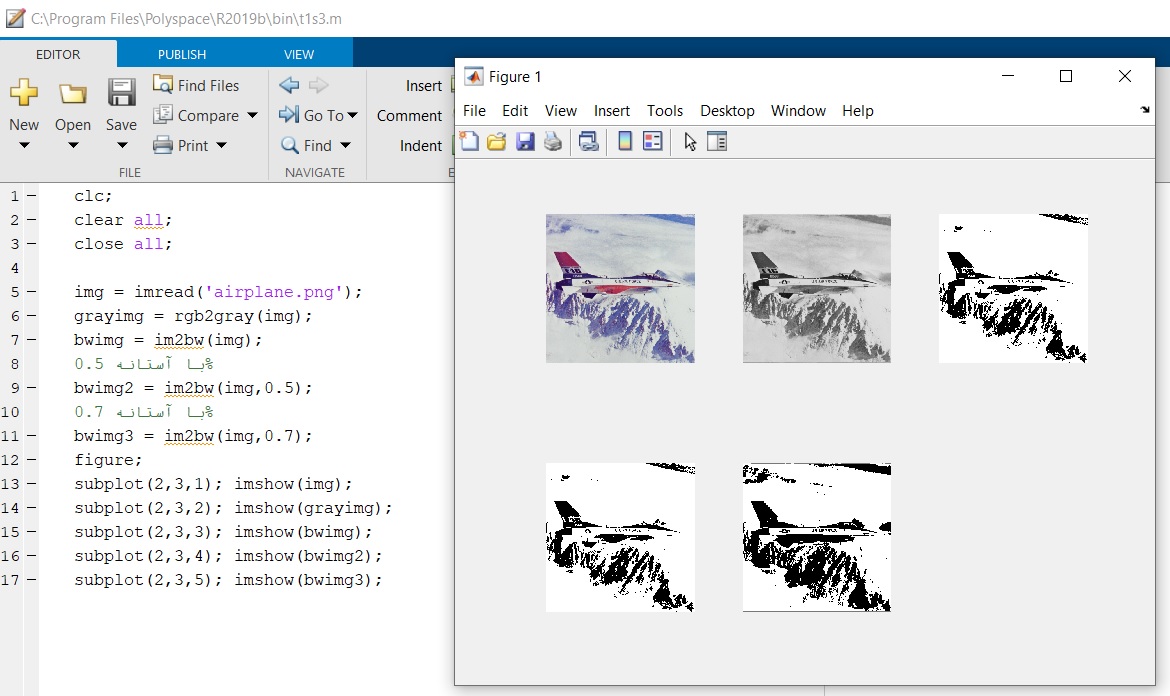 C:\Program Files\Polyspace\R2019b\bin\t1s3.m
EDITOR PUBLISH VIEW
New Open Save
Find Files
Compare
Print
FILE
Go To
Find
NAVIGATE
Insert
Comment
Indent
Figure 1
File Edit View Insert Tools Desktop Window Help
1 clc;
2 clear all;
3 close all;
4
5 img = imread('airplane.png');
6 grayimg = rgb2gray(img);
7 bwimg = im2bw(img);
8 %با آستانه 0.5
9 bwimg2 = im2bw(img,0.5);
10 %با آستانه 0.7
11 bwimg3 = im2bw(img,0.7);
12 figure;
13 subplot(2,3,1); imshow(img);
14 subplot(2,3,2); imshow(grayimg);
15 subplot(2,3,3); imshow(bwimg);
16 subplot(2,3,4); imshow(bwimg2);
17 subplot(2,3,5); imshow(bwimg3);